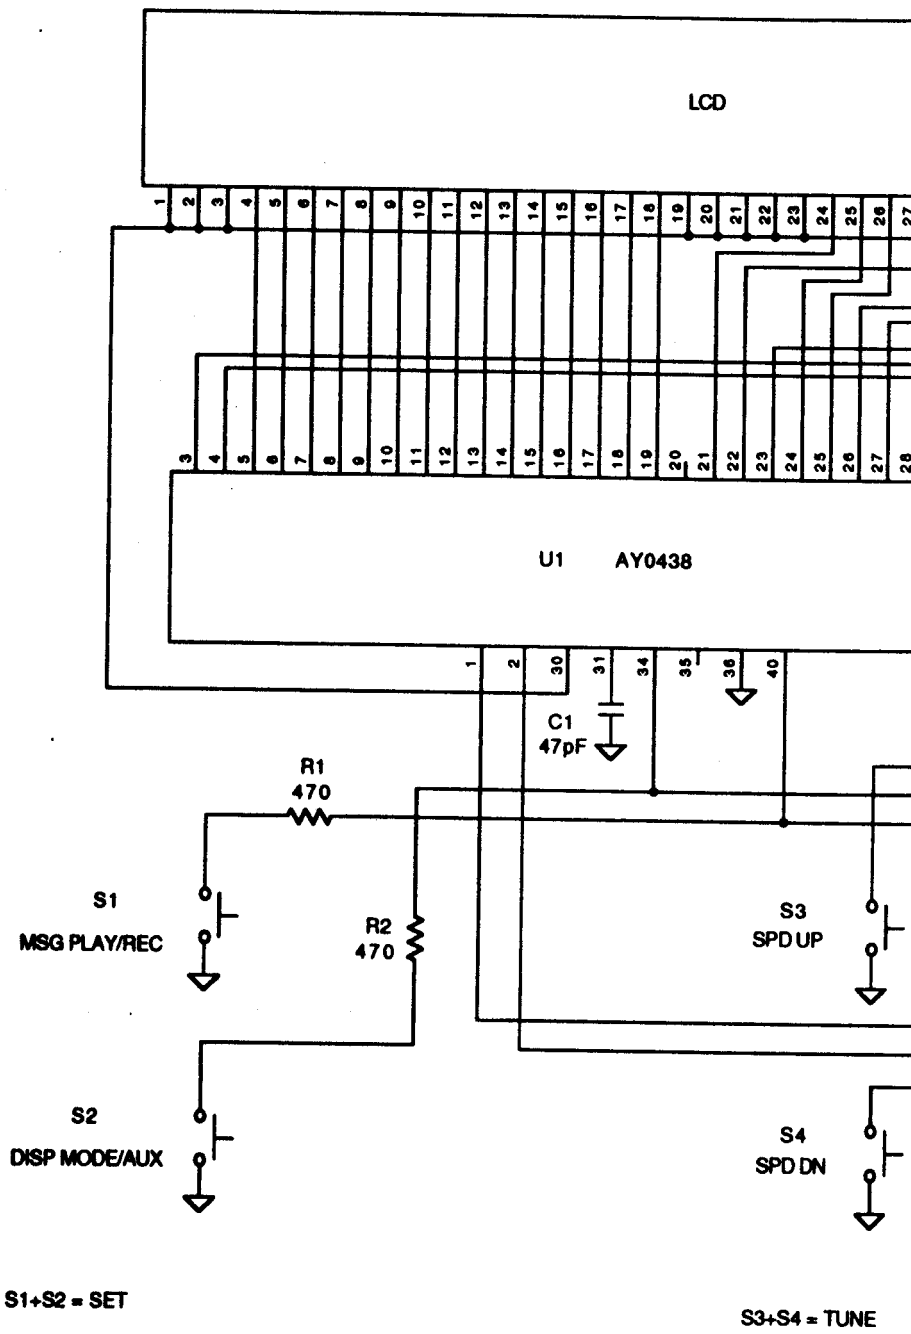 LCD
1 2 3 4 5 6 7 8 9 10 11 12 13 14 15 16 17 18 19 20 21 22 23 24 25 26 27
3 4 5 6 7 8 9 10 11 12 13 14 15 16 17 18 19 20 21 22 23 24 25 26 27 28
U1 AY0438
1 2 30 31 34 35 36 40
C1
47pF
R1
470
S1
MSG PLAY/REC
R2
470
S3
SPD UP
S2
DISP MODE/AUX
S4
SPD DN
S1+S2 = SET
S3+S4 = TUNE